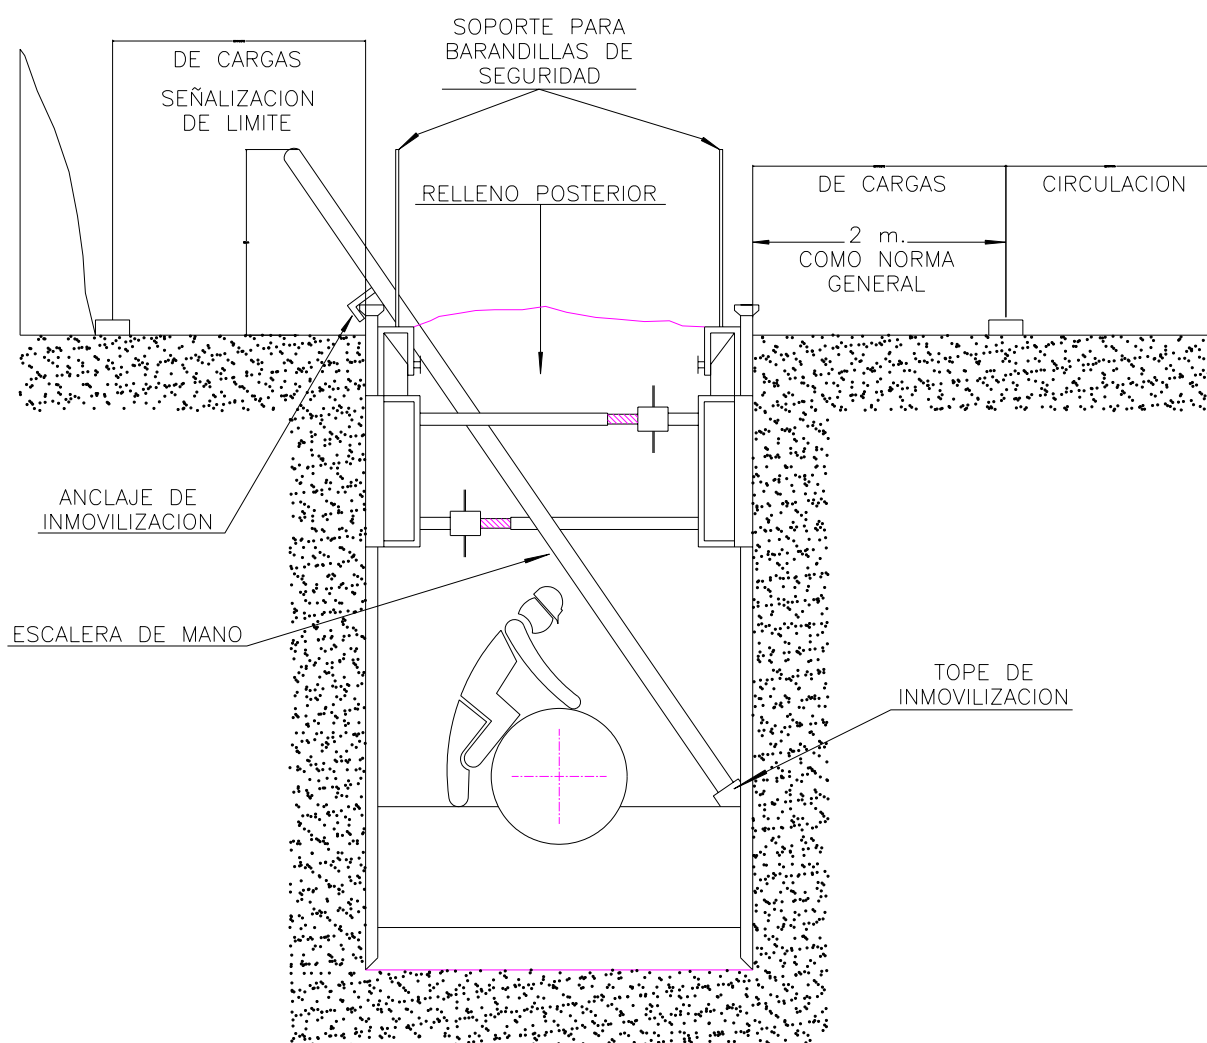 SOPORTE PARA
BARANDILLAS DE
SEGURIDAD
DE CARGAS
SEÑALIZACION
DE LIMITE
RELLENO POSTERIOR
DE CARGAS
CIRCULACION
2 m.
COMO NORMA
GENERAL
ANCLAJE DE
INMOVILIZACION
ESCALERA DE MANO
TOPE DE
INMOVILIZACION